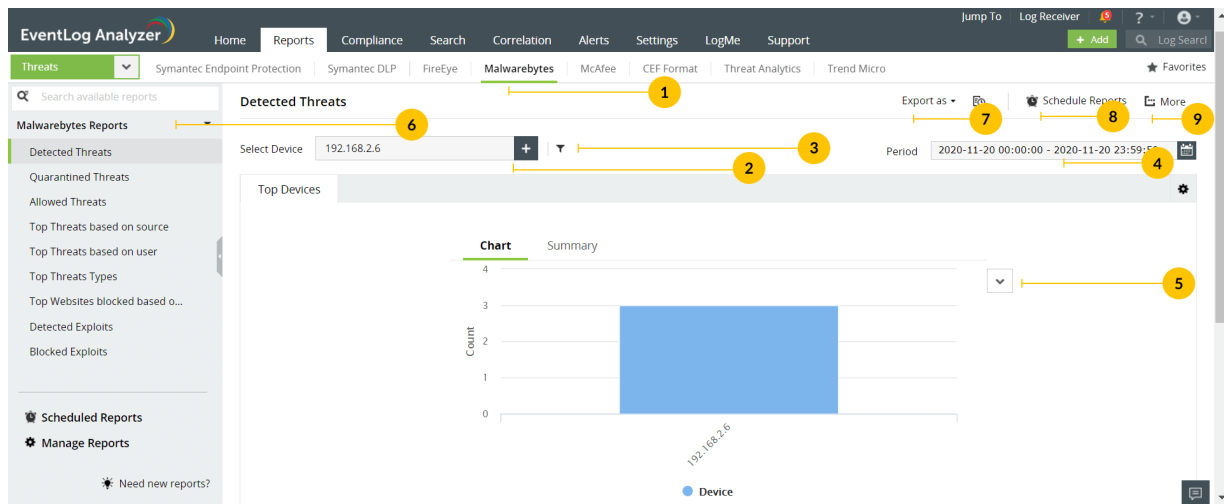 Jump To Log Receiver 5 ?
EventLog Analyzer
Home Reports Compliance Search Correlation Alerts Settings LogMe Support
+ Add
Log Searcl
Threats
Symantec Endpoint Protection Symantec DLP FireEye Malwarebytes McAfee CEF Format Threat Analytics Trend Micro
Favorites
1
Search available reports
Detected Threats
Export as
Schedule Reports
More
7
8
9
Malwarebytes Reports
6
Select Device 192.168.2.6 +
3
2
Period 2020-11-20 00:00:00 - 2020-11-20 23:59:59
4
Detected Threats
Quarantined Threats
Allowed Threats
Top Threats based on source
Top Threats based on user
Top Threats Types
Top Websites blocked based o...
Detected Exploits
Blocked Exploits
Scheduled Reports
Manage Reports
Need new reports?
Top Devices
Chart Summary
5
4
3
2
1
0
Count
192.168.2.6
Device